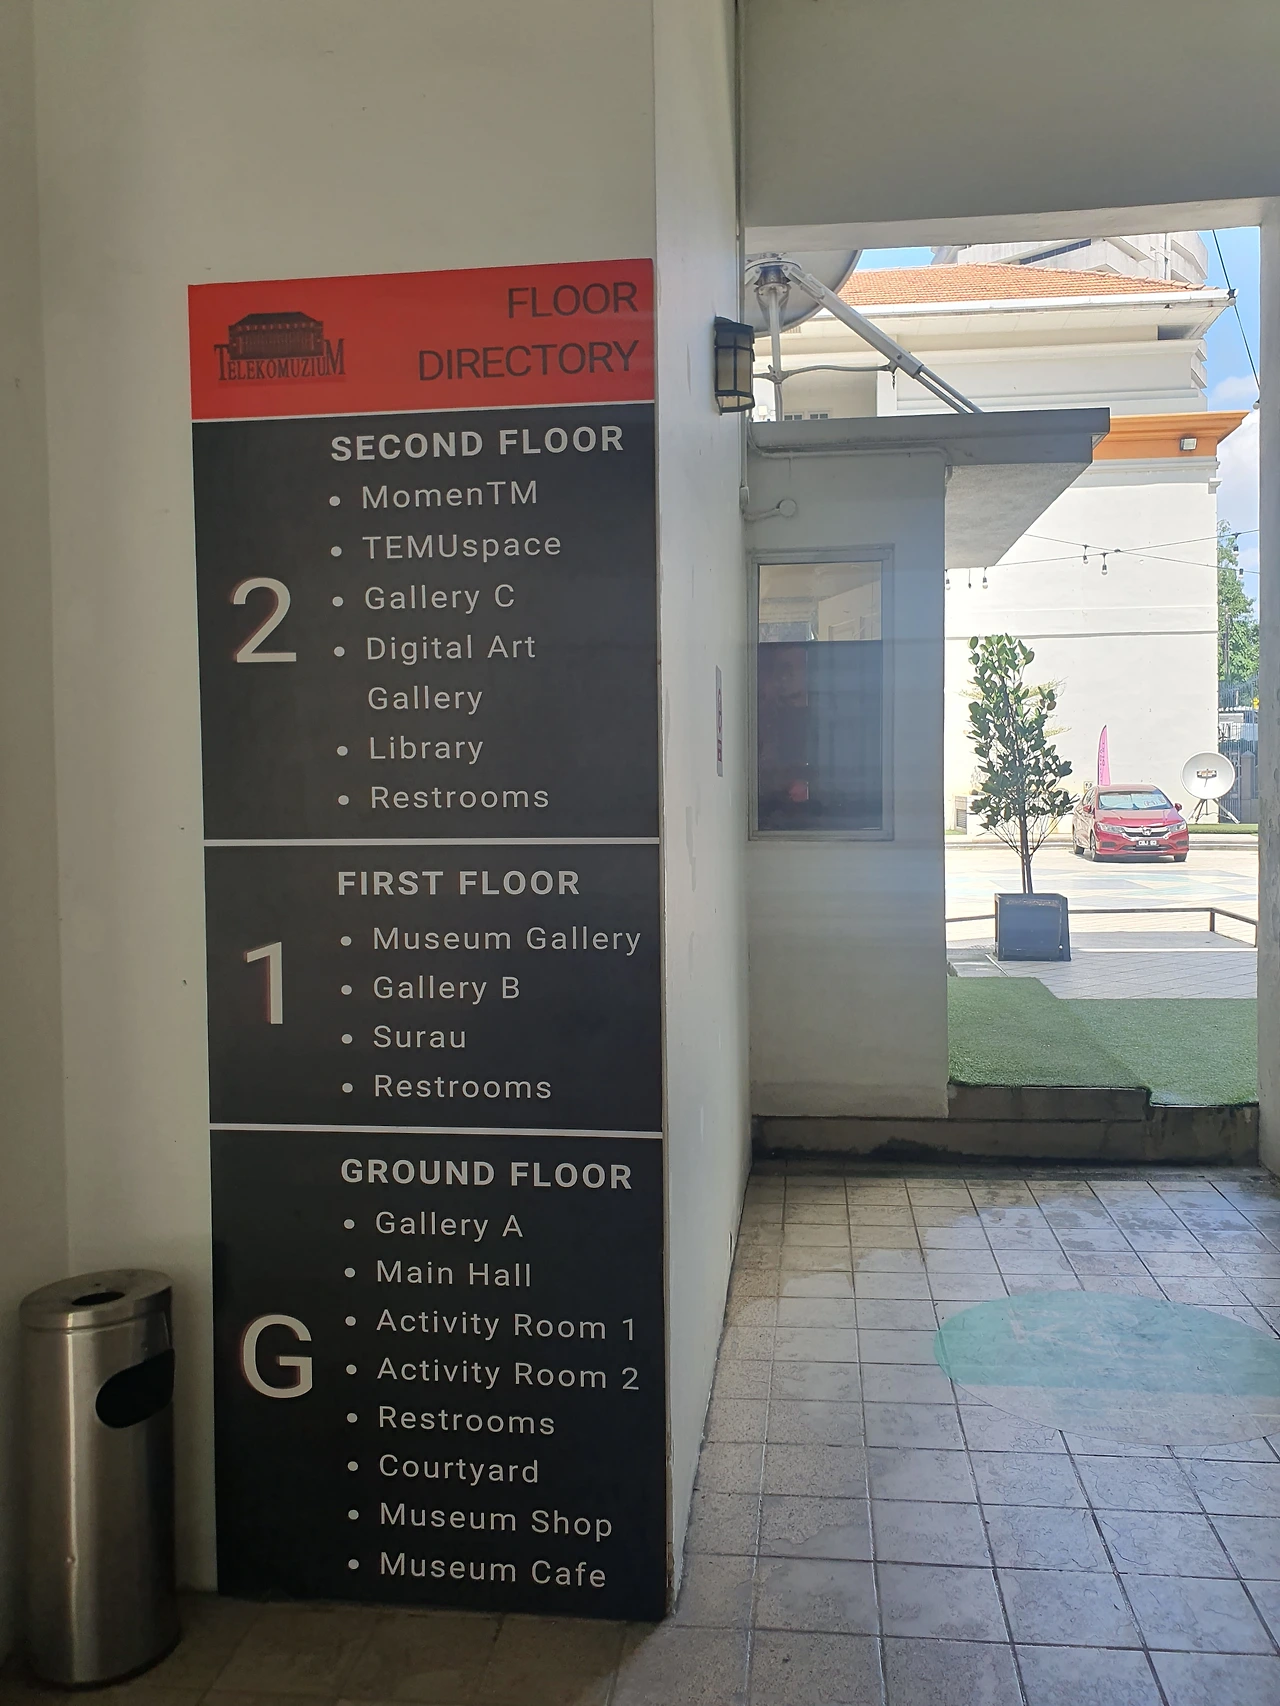 TELEKOMUZIUM
FLOOR
DIRECTORY
2
SECOND FLOOR
• MomenTM
• TEMUspace
• Gallery C
• Digital Art
Gallery
• Library
• Restrooms
1
FIRST FLOOR
• Museum Gallery
• Gallery B
• Surau
• Restrooms
G
GROUND FLOOR
• Gallery A
• Main Hall
• Activity Room 1
• Activity Room 2
• Restrooms
• Courtyard
• Museum Shop
• Museum Cafe